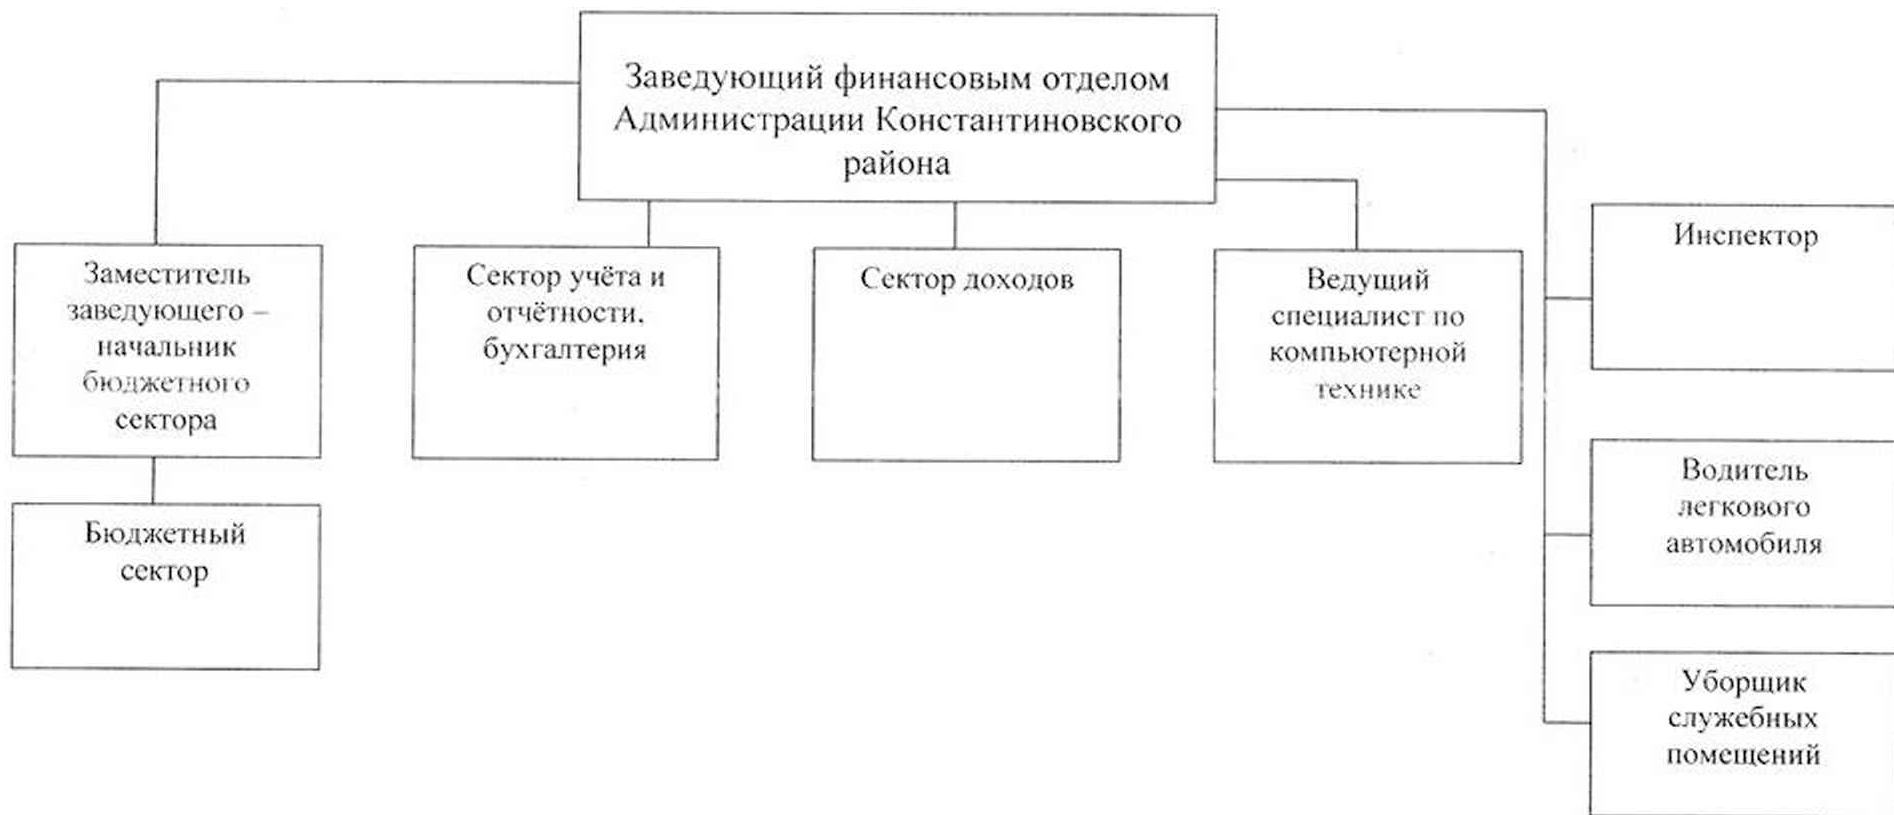 Заведующий финансовым отделом
Администрации Константиновского
района
Заместитель
заведующего –
начальник
бюджетного
сектора
Сектор учёта и
отчётности,
бухгалтерия
Сектор доходов
Ведущий
специалист по
компьютерной
технике
Инспектор
Водитель
легкового
автомобиля
Бюджетный
сектор
Уборщик
служебных
помещений